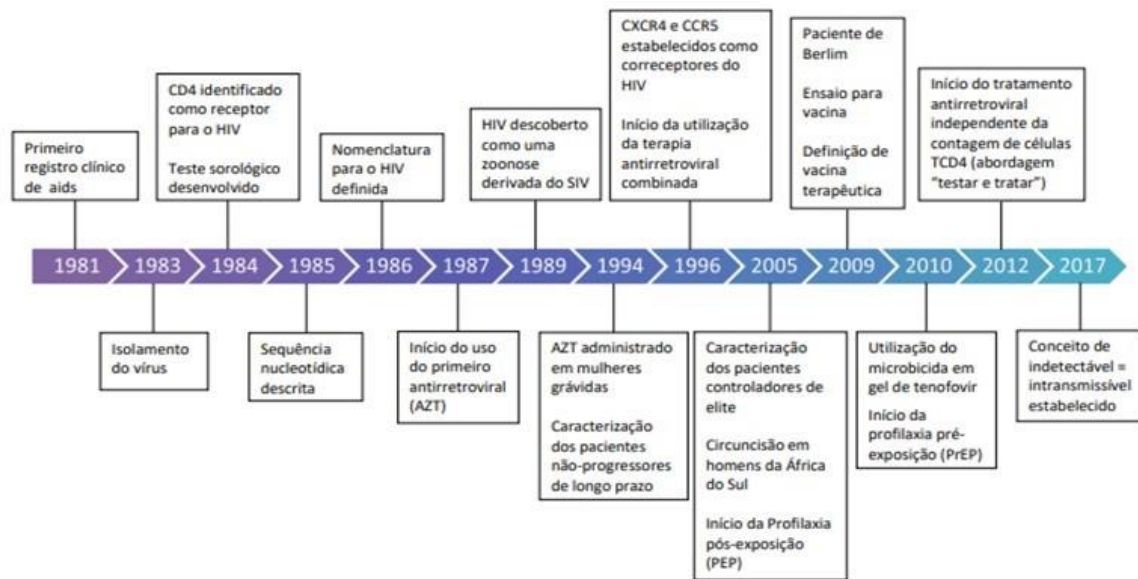 Primeiro
registro clínico
de aids
CD4 identificado
como receptor
para o HIV
Teste sorológico
desenvolvido
Nomenclatura
para o HIV
definida
HIV descoberto
como uma
zoonose
derivada do SIV
CXCR4 e CCR5
estabelecidos como
correceptores do
HIV
Início da utilização
da terapia
antirretroviral
combinada
Paciente de
Berlim
Ensaio para
vacina
Definição de
vacina
terapêutica
Início do tratamento
antirretroviral
independente da
contagem de células
TCD4 (abordagem
“testar e tratar”)
1981 1983 1984 1985 1986 1987 1989 1994 1996 2005 2009 2010 2012 2017
Isolamento
do vírus
Sequência
nucleotídica
descrita
Início do uso
do primeiro
antirretroviral
(AZT)
AZT administrado
em mulheres
grávidas
Caracterização
dos pacientes
não-progressores
de longo prazo
Caracterização
dos pacientes
controladores de
elite
Circuncisão em
homens da África
do Sul
Início da Profilaxia
pós-exposição
(PEP)
Utilização do
microbicida em
gel de tenofovir
Início da
profilaxia pré-
exposição (PrEP)
Conceito de
indetectável =
intransmissível
estabelecido